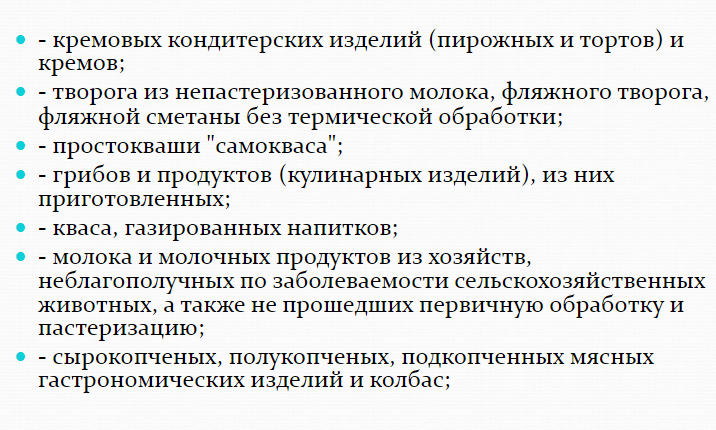 - кремовых кондитерских изделий (пирожных и тортов) и
кремов;
- творога из непастеризованного молока, фляжного творога,
фляжной сметаны без термической обработки;
- простокваши "самокваса";
- грибов и продуктов (кулинарных изделий), из них
приготовленных;
- кваса, газированных напитков;
- молока и молочных продуктов из хозяйств,
неблагополучных по заболеваемости сельскохозяйственных
животных, а также не прошедших первичную обработку и
пастеризацию;
- сырокопченых, полукопченых, подкопченных мясных
гастрономических изделий и колбас;